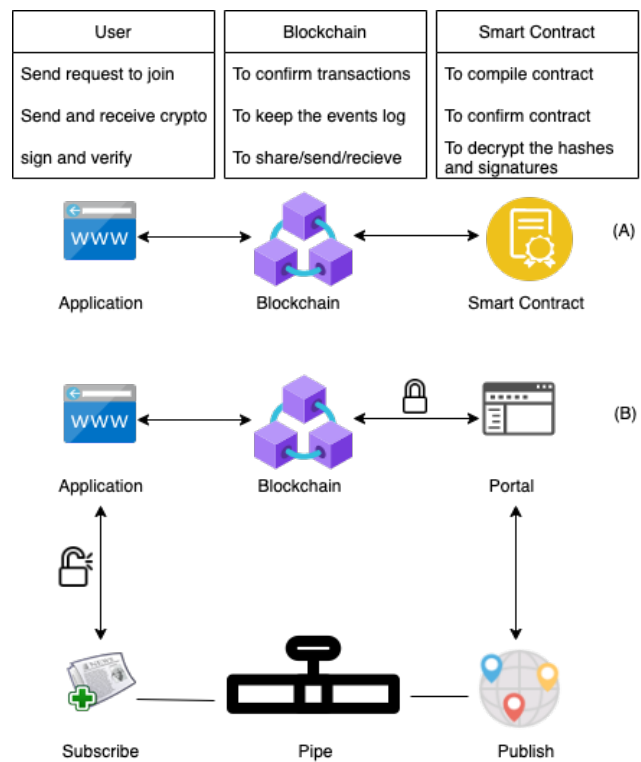 User
Send request to join
Send and receive crypto
sign and verify
Blockchain
To confirm transactions
To keep the events log
To share/send/recieve
Smart Contract
To compile contract
To confirm contract
To decrypt the hashes
and signatures
www
(A)
Application
Blockchain
Smart Contract
www
(B)
Application
Blockchain
Portal
NEWS
Subscribe
Pipe
Publish